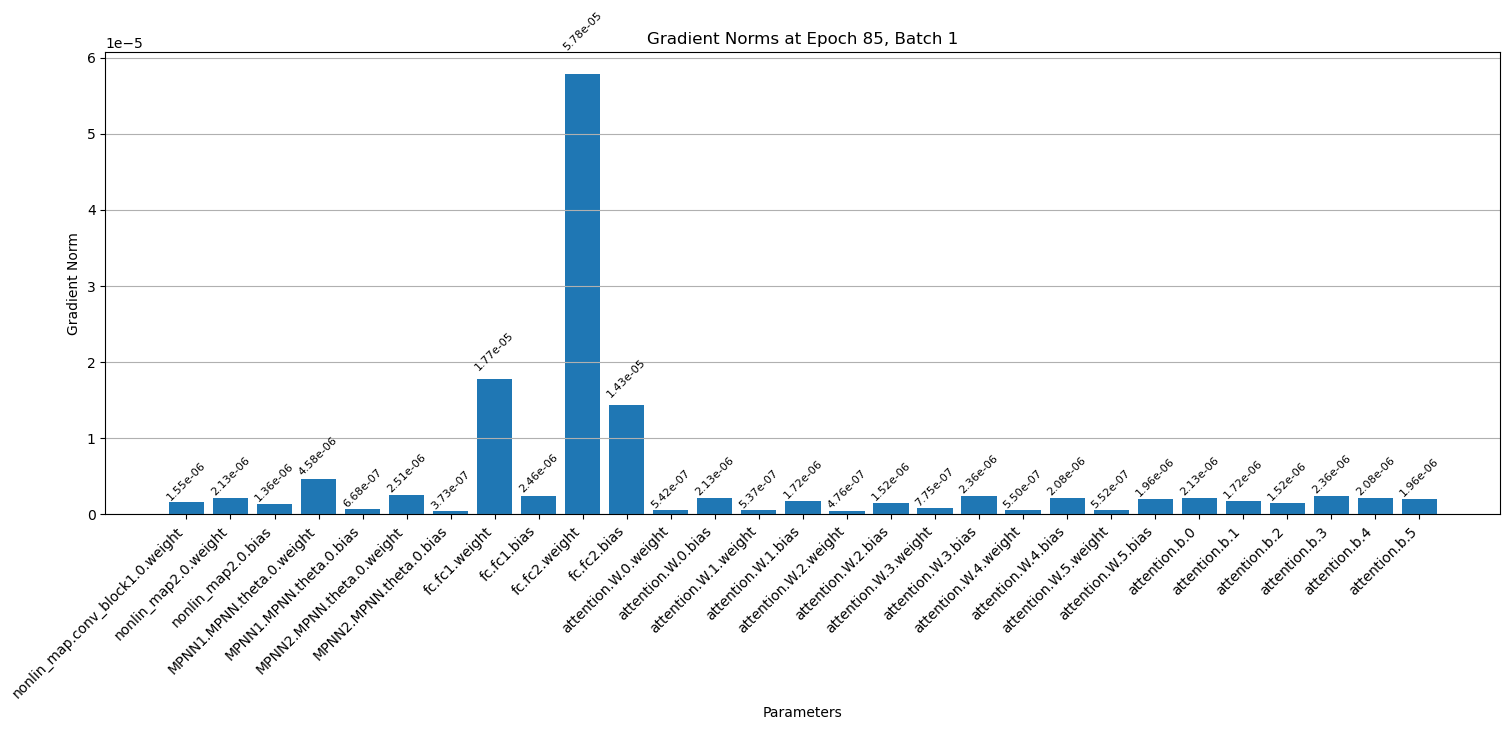 Gradient Norms at Epoch 85, Batch 1
1e−5
6
5
4
3
2
1
0
Gradient Norm
1.55e-06
2.13e-06
1.36e-06
4.58e-06
6.68e-07
2.51e-06
3.73e-07
1.77e-05
2.46e-06
5.78e-05
1.43e-05
5.42e-07
2.13e-06
5.37e-07
1.72e-06
4.76e-07
1.52e-06
7.75e-07
2.36e-06
5.50e-07
2.08e-06
5.52e-07
1.96e-06
2.13e-06
1.72e-06
1.52e-06
2.36e-06
2.08e-06
1.96e-06
nonlin_map.conv_block1.0.weight
nonlin_map2.0.weight
nonlin_map2.0.bias
MPNN1.MPNN.theta.0.weight
MPNN1.MPNN.theta.0.bias
MPNN2.MPNN.theta.0.weight
MPNN2.MPNN.theta.0.bias
fc.fc1.weight
fc.fc1.bias
fc.fc2.weight
fc.fc2.bias
attention.W.0.weight
attention.W.0.bias
attention.W.1.weight
attention.W.1.bias
attention.W.2.weight
attention.W.2.bias
attention.W.3.weight
attention.W.3.bias
attention.W.4.weight
attention.W.4.bias
attention.W.5.weight
attention.W.5.bias
attention.b.0
attention.b.1
attention.b.2
attention.b.3
attention.b.4
attention.b.5
Parameters